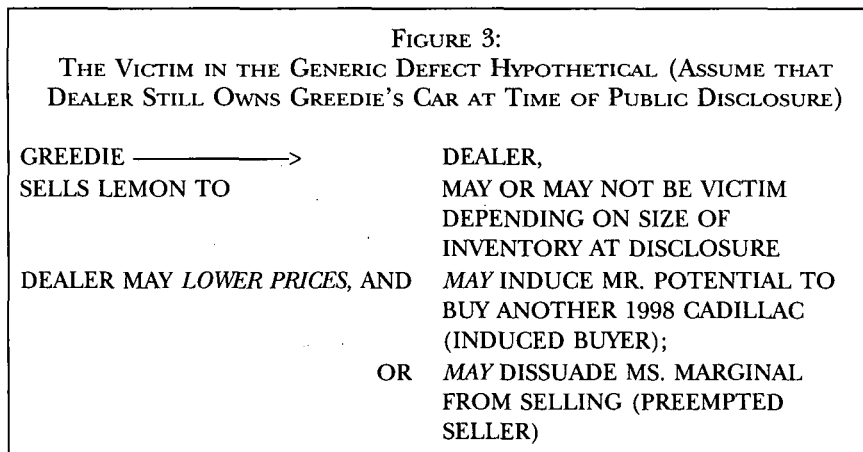 FIGURE 3:
THE VICTIM IN THE GENERIC DEFECT HYPOTHETICAL (ASSUME THAT
DEALER STILL OWNS GREEDIE'S CAR AT TIME OF PUBLIC DISCLOSURE)
GREEDIE ————> DEALER,
SELLS LEMON TO MAY OR MAY NOT BE VICTIM
DEPENDING ON SIZE OF
INVENTORY AT DISCLOSURE
DEALER MAY LOWER PRICES, AND MAY INDUCE MR. POTENTIAL TO
BUY ANOTHER 1998 CADILLAC
(INDUCED BUYER);
OR MAY DISSUADE MS. MARGINAL
FROM SELLING (PREEMPTED
SELLER)